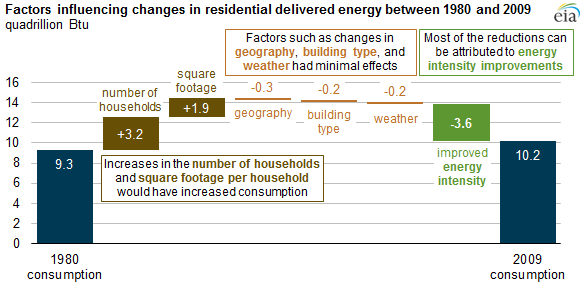 Factors influencing changes in residential delivered energy between 1980 and 2009
quadrillion Btu
eia
Factors such as changes in
geography, building type, and
weather had minimal effects
Most of the reductions can
be attributed to energy
intensity improvements
16
14
12
10
8
6
4
2
0
9.3
number of
households
+3.2
square
footage
+1.9
-0.3
geography
-0.2
building
type
-0.2
weather
-3.6
improved
energy
intensity
10.2
Increases in the number of households
and square footage per household
would have increased consumption
1980
consumption
2009
consumption